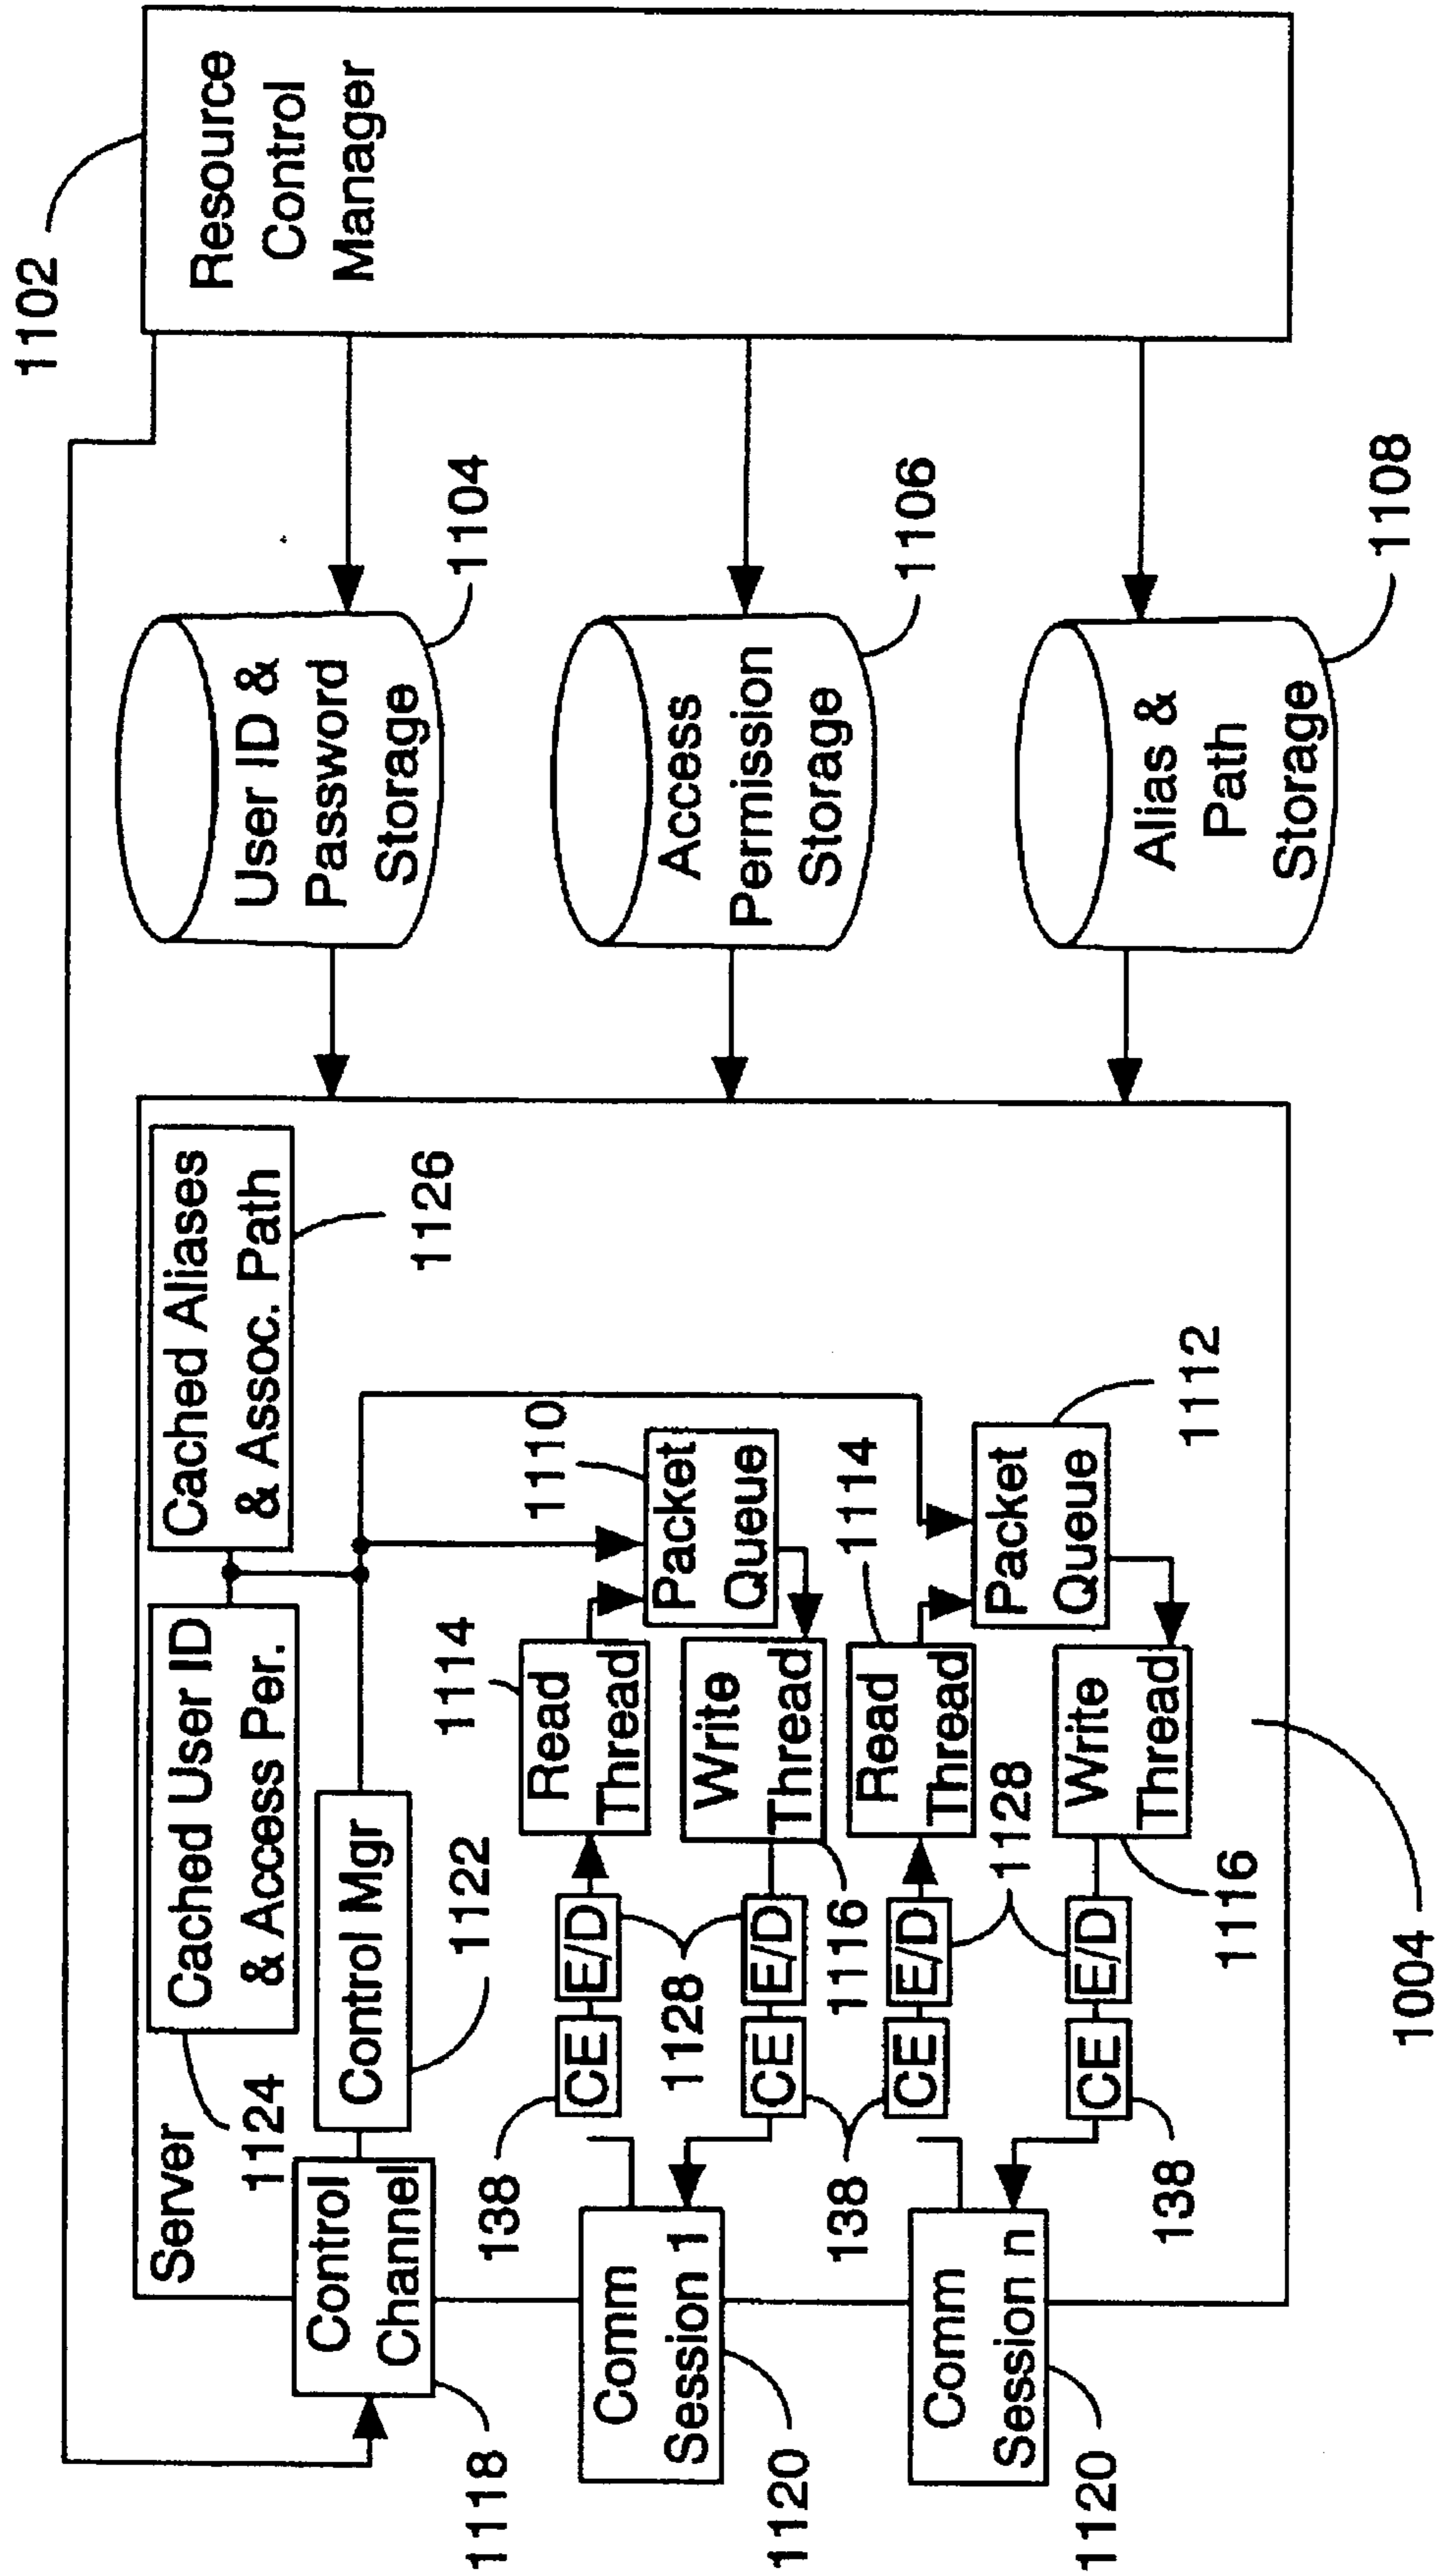 Server
1124
Cached User ID
& Access Per.
Cached Aliases
& Assoc. Path
1126
Control
Channel
1118
Control Mgr
1122
1102
Resource
Control
Manager
User ID &
Password
Storage
1104
Access
Permission
Storage
1106
Alias &
Path
Storage
1108
Comm
Session 1
1120
138
CE
E/D
1114
Read
Thread
1110
Packet
Queue
1128
CE
E/D
Write
Thread
1116
138
Comm
Session n
1120
CE
E/D
1114
Read
Thread
Packet
Queue
1112
1128
CE
E/D
Write
Thread
138
1116
1004